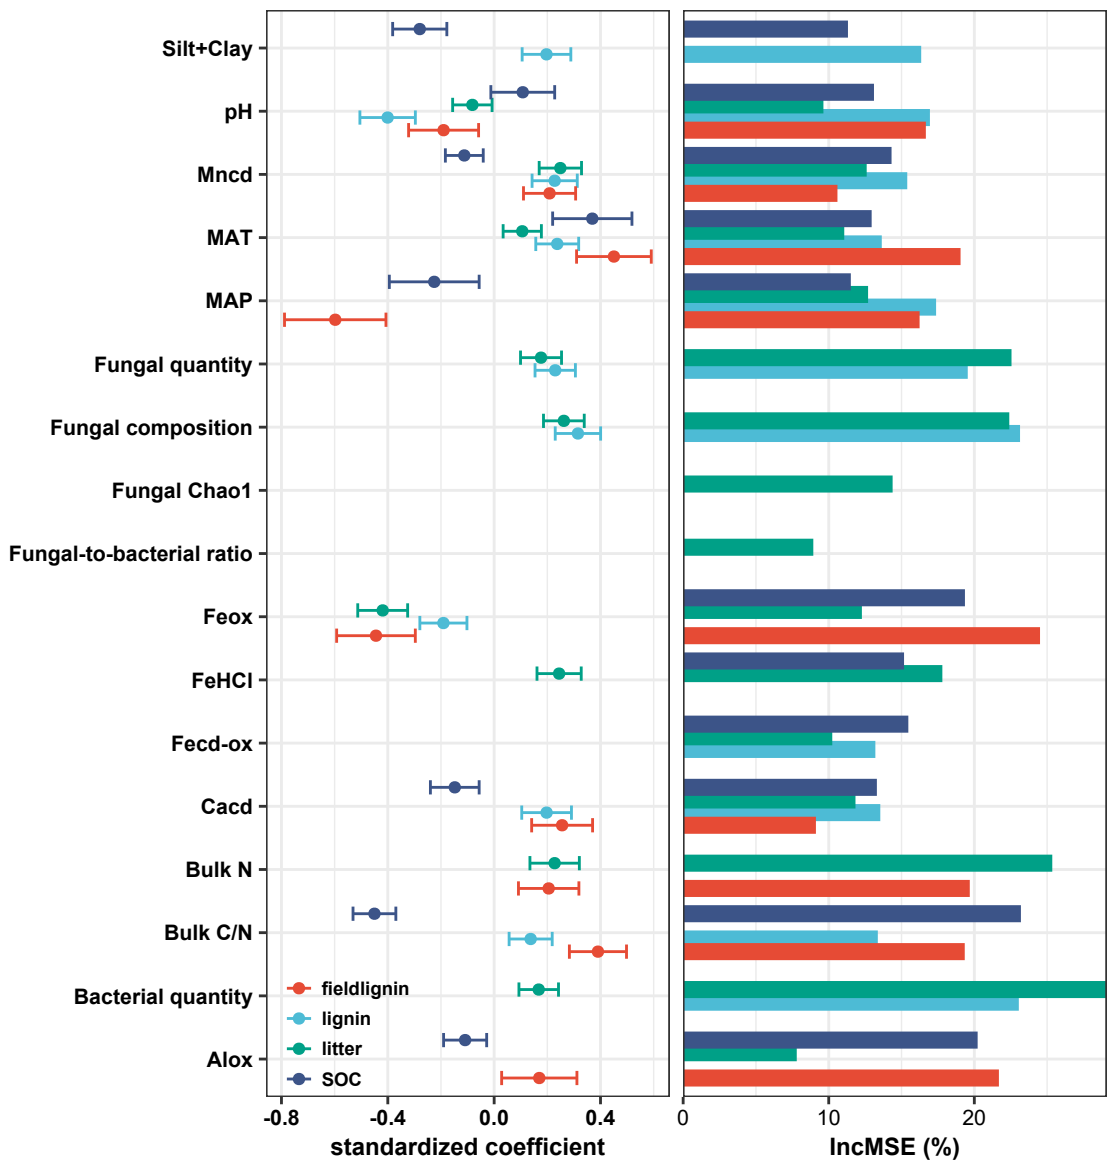 Silt+Clay
pH
Mncd
MAT
MAP
Fungal quantity
Fungal composition
Fungal Chao1
Fungal-to-bacterial ratio
Feox
FeHCl
Fecd-ox
Cacd
Bulk N
Bulk C/N
Bacterial quantity
Alox
fieldlignin
lignin
litter
SOC
-0.8 -0.4 0.0 0.4
standardized coefficient
0 10 20
IncMSE (%)